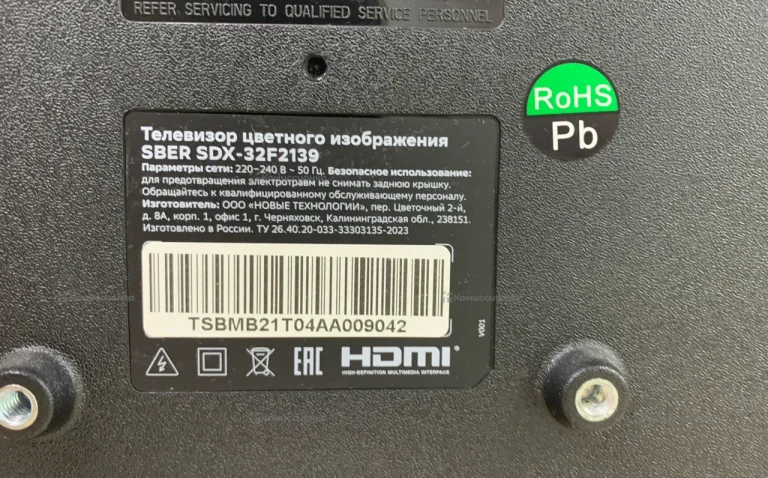 REFER SERVICING TO QUALIFIED SERVICE PERSONNEL
RoHS
Pb
Телевизор цветного изображения
SBER SDX-32F2139
Параметры сети: 220-240 В ~ 50 Гц. Безопасное использование:
для предотвращения электротравм не снимать заднюю крышку.
Обращайтесь к квалифицированному обслуживающему персоналу.
Изготовитель: ООО «НОВЫЕ ТЕХНОЛОГИИ», пер. Цветочный 2-й,
д. 8А, корп. 1, офис 1, г. Черняховск, Калининградская обл., 238151.
Изготовлено в России. ТУ 26.40.20-033-33303135-2023
Комиссионыч
TSBMB21T04AA009042
V001
EAC HDMI
HIGH-DEFINITION MULTIMEDIA INTERFACE